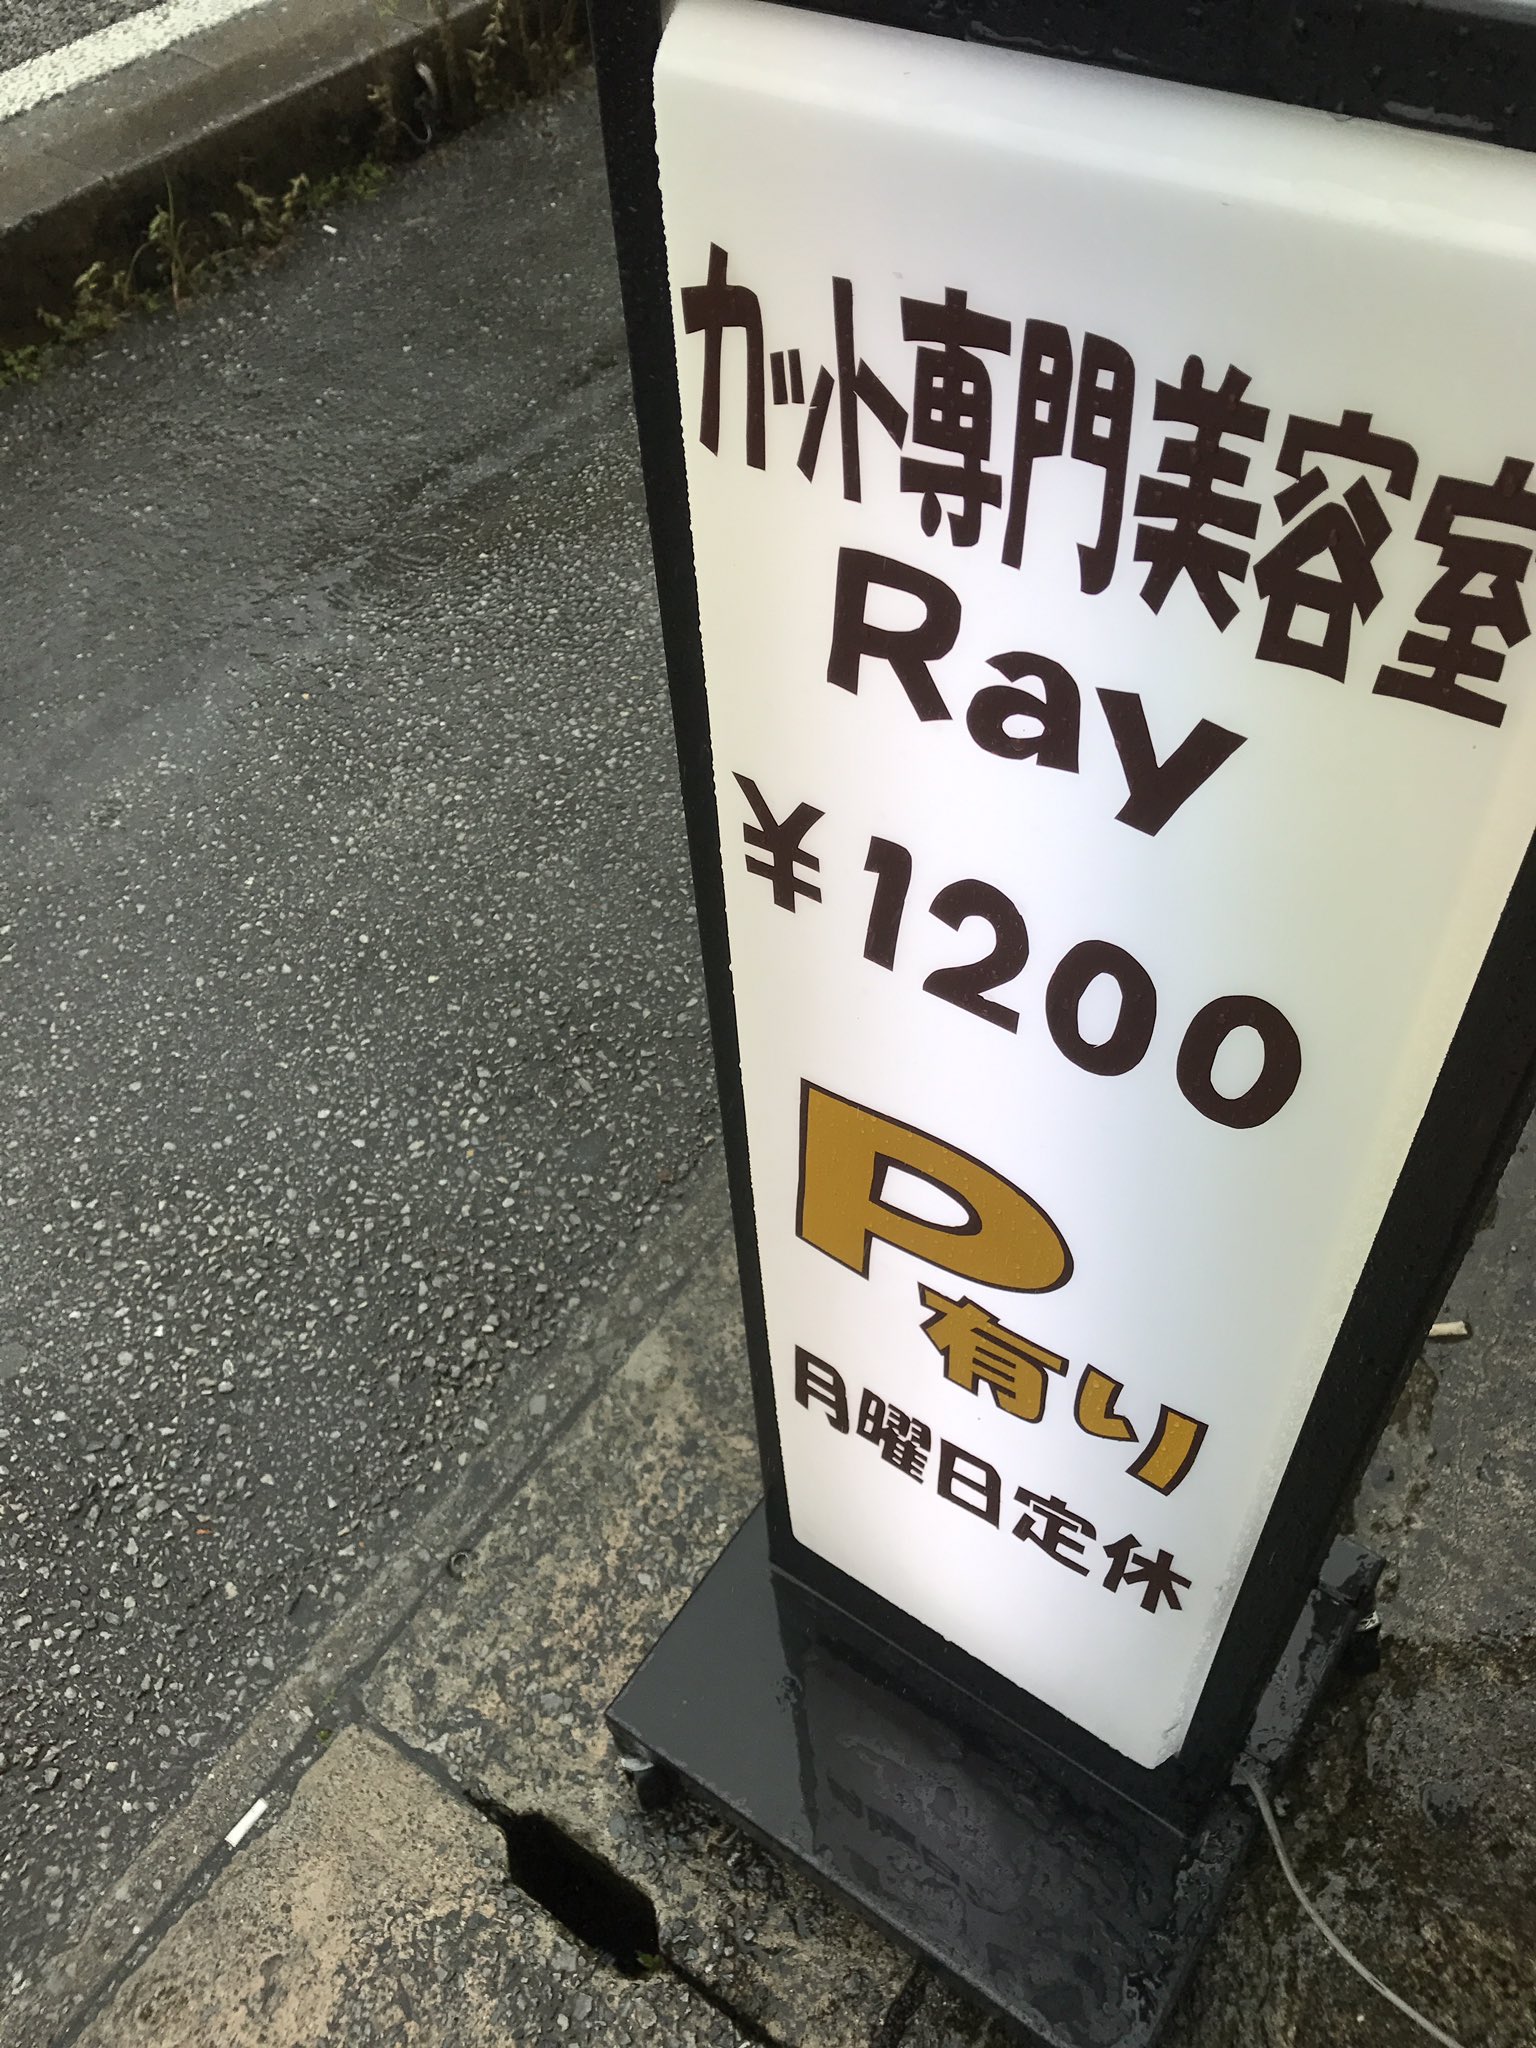 カット専門美容室
Ray
¥1200
P
有り
月曜日定休